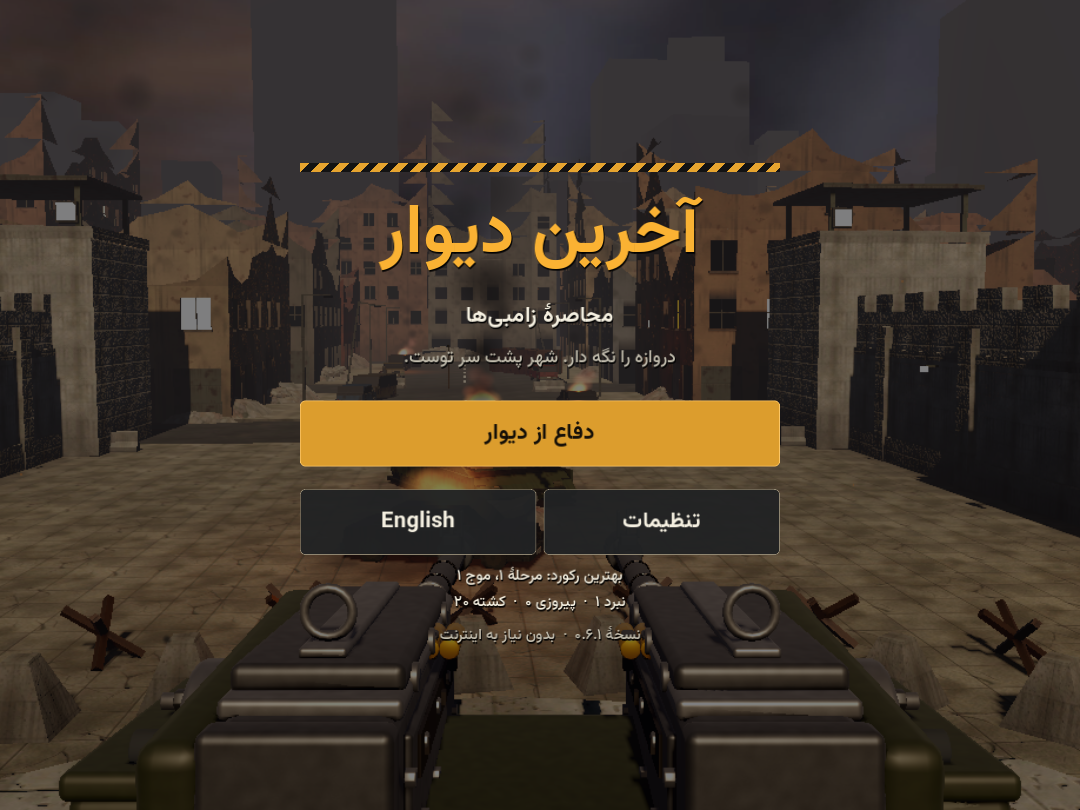 آخرین دیوار
محاصرهٔ زامبی‌ها
دروازه را نگه دار. شهر پشت سر توست.
دفاع از دیوار
تنظیمات
English
بهترین رکورد: مرحلهٔ ۱، موج ۱
نبرد ۱ · پیروزی ۰ · کشته ۲۰
نسخهٔ ۰.۶.۱ · بدون نیاز به اینترنت